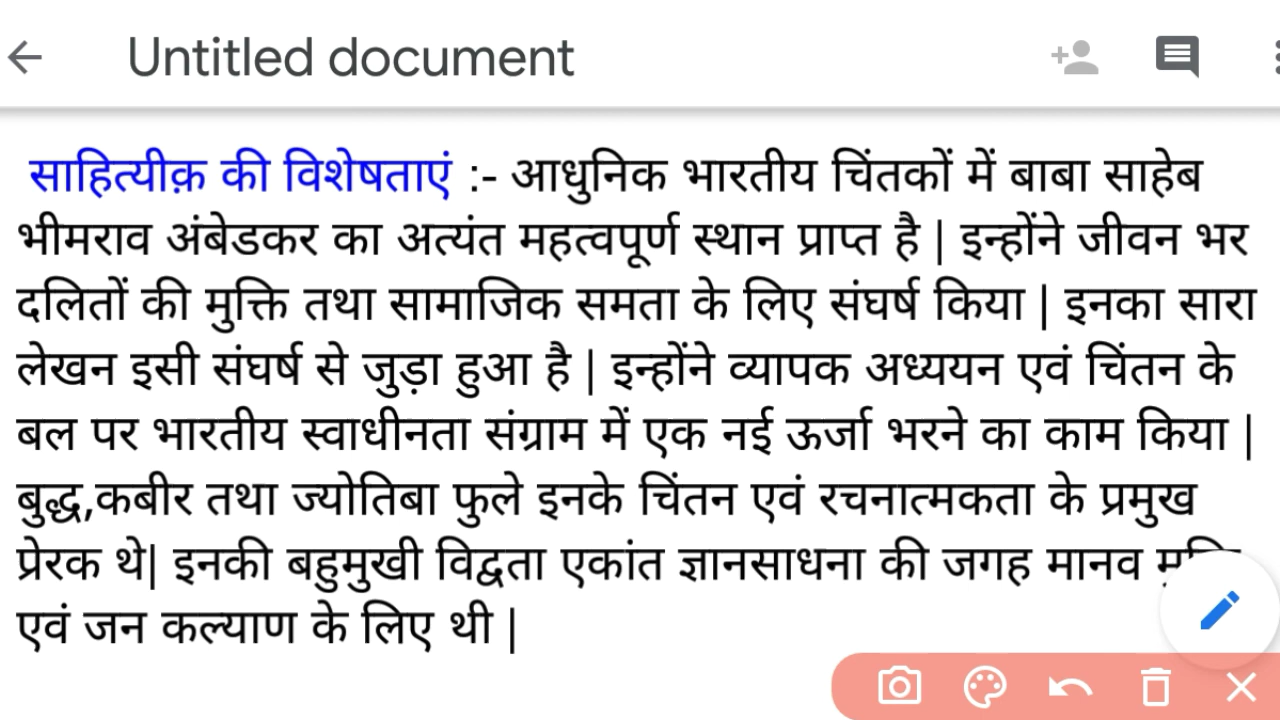 Untitled document
साहित्यीक़ की विशेषताएं :- आधुनिक भारतीय चिंतकों में बाबा साहेब
भीमराव अंबेडकर का अत्यंत महत्वपूर्ण स्थान प्राप्त है | इन्होंने जीवन भर
दलितों की मुक्ति तथा सामाजिक समता के लिए संघर्ष किया | इनका सारा
लेखन इसी संघर्ष से जुड़ा हुआ है | इन्होंने व्यापक अध्ययन एवं चिंतन के
बल पर भारतीय स्वाधीनता संग्राम में एक नई ऊर्जा भरने का काम किया |
बुद्ध,कबीर तथा ज्योतिबा फुले इनके चिंतन एवं रचनात्मकता के प्रमुख
प्रेरक थे| इनकी बहुमुखी विद्वता एकांत ज्ञानसाधना की जगह मानव
एवं जन कल्याण के लिए थी |